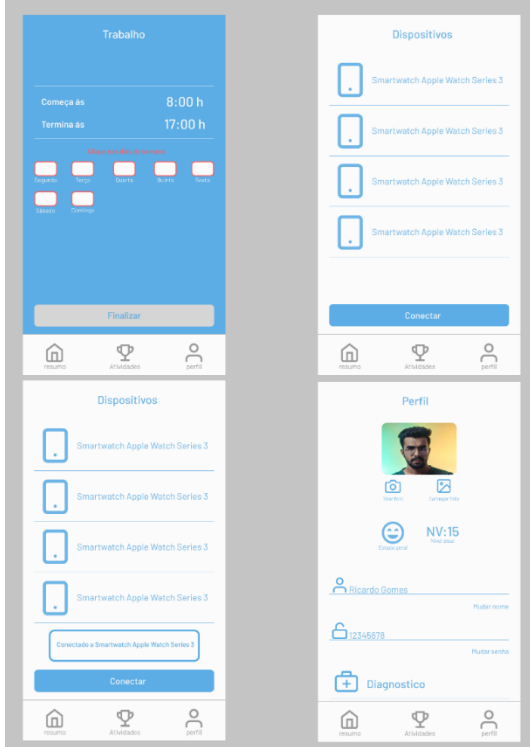 Trabalho
Começa ás 8:00 h
Termina ás 17:00 h
Segunda Terça Quarta Quinta Sexta
Sábado Domingo
Finalizar
resumo Atividades perfil
Dispositivos
Smartwatch Apple Watch Series 3
Smartwatch Apple Watch Series 3
Smartwatch Apple Watch Series 3
Smartwatch Apple Watch Series 3
Conectar
resumo Atividades perfil
Dispositivos
Smartwatch Apple Watch Series 3
Smartwatch Apple Watch Series 3
Smartwatch Apple Watch Series 3
Smartwatch Apple Watch Series 3
Conectado a Smartwatch Apple Watch Series 3
Conectar
resumo Atividades perfil
Perfil
NV:15
Nível atual
Ricardo Gomes
Mudar nome
12345678
Mudar senha
Diagnostico
resumo Atividades perfil